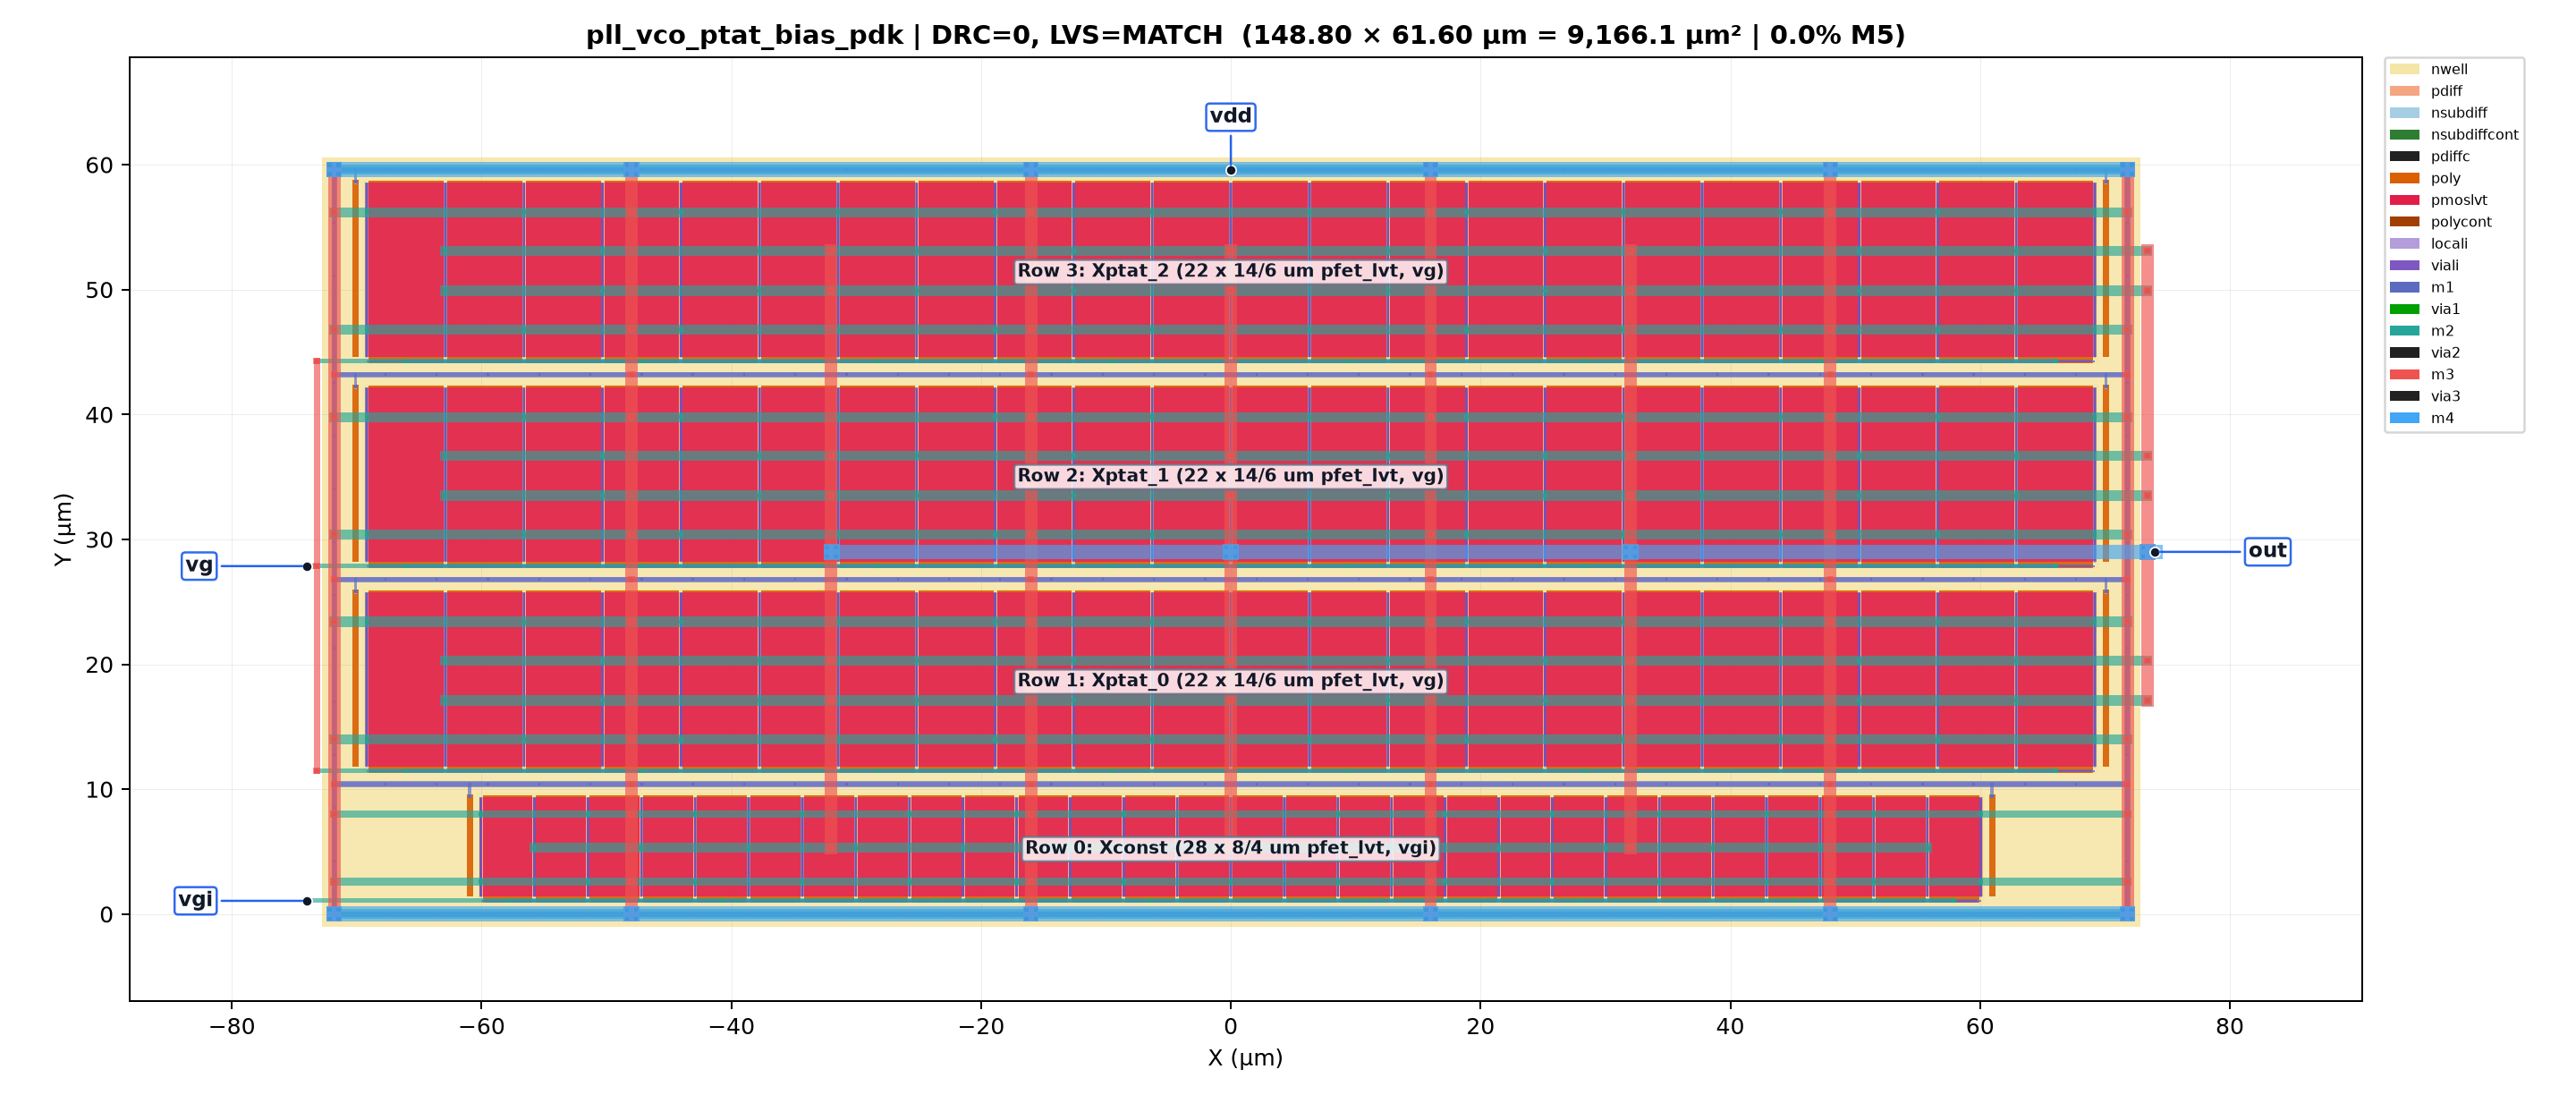 pll_vco_ptat_bias_pdk | DRC=0, LVS=MATCH  (148.80 × 61.60 μm = 9,166.1 μm² | 0.0% M5)
vdd
Row 3: Xptat_2 (22 x 14/6 um pfet_lvt, vg)
Row 2: Xptat_1 (22 x 14/6 um pfet_lvt, vg)
vg
out
Row 1: Xptat_0 (22 x 14/6 um pfet_lvt, vg)
Row 0: Xconst (28 x 8/4 um pfet_lvt, vgi)
vgi
60
50
40
30
20
10
0
Y (μm)
−80
−60
−40
−20
0
20
40
60
80
X (μm)
nwell
pdiff
nsubdiff
nsubdiffcont
pdiffc
poly
pmoslvt
polycont
locali
viali
m1
via1
m2
via2
m3
via3
m4